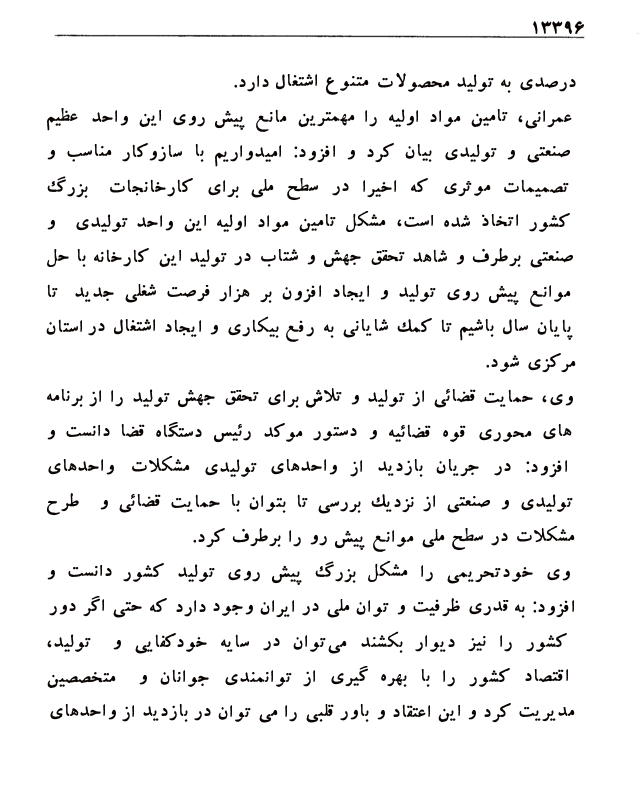 ۱۳۳۹۶
درصدی به تولید محصولات متنوع اشتغال دارد.
عمرانی، تامین مواد اولیه را مهمترین مانع پیش روی این واحد عظیم
صنعتی و تولیدی بیان کرد و افزود: امیدواریم با سازوکار مناسب و
تصمیمات موثری که اخیرا در سطح ملی برای کارخانجات بزرگ
کشور اتخاذ شده است، مشکل تامین مواد اولیه این واحد تولیدی و
صنعتی برطرف و شاهد تحقق جهش و شتاب در تولید این کارخانه با حل
موانع پیش روی تولید و ایجاد افزون بر هزار فرصت شغلی جدید تا
پایان سال باشیم تا کمك شایانی به رفع بیکاری و ایجاد اشتغال در استان
مرکزی شود.
وی، حمایت قضائی از تولید و تلاش برای تحقق جهش تولید را از برنامه
های محوری قوه قضائیه و دستور موکد رئیس دستگاه قضا دانست و
افزود: در جریان بازدید از واحدهای تولیدی مشکلات واحدهای
تولیدی و صنعتی از نزدیك بررسی تا بتوان با حمایت قضائی و طرح
مشکلات در سطح ملی موانع پیش رو را برطرف کرد.
وی خودتحریمی را مشکل بزرگ پیش روی تولید کشور دانست و
افزود: به قدری ظرفیت و توان ملی در ایران وجود دارد که حتی اگر دور
کشور را نیز دیوار بکشند می‌توان در سایه خودکفایی و تولید،
اقتصاد کشور را با بهره گیری از توانمندی جوانان و متخصصین
مدیریت کرد و این اعتقاد و باور قلبی را می توان در بازدید از واحدهای